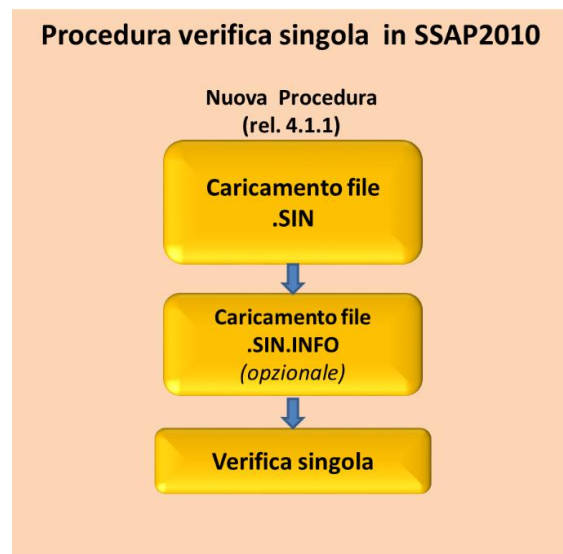 Procedura verifica singola in SSAP2010
Nuova Procedura
(rel. 4.1.1)
Caricamento file
.SIN
Caricamento file
.SIN.INFO
(opzionale)
Verifica singola